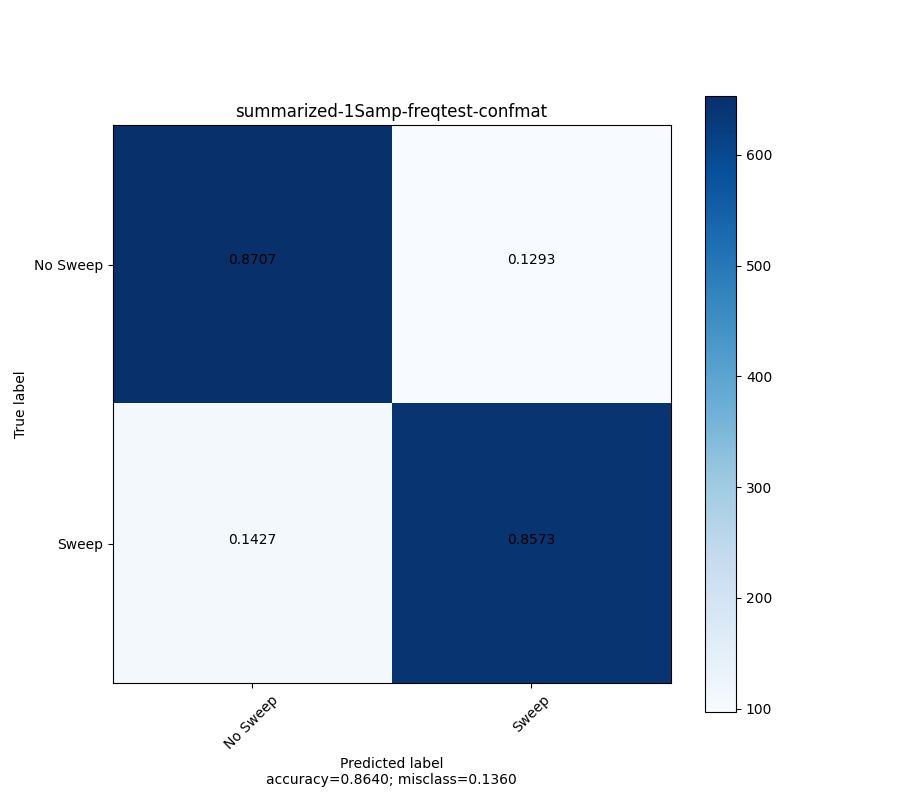 summarized-1Samp-freqtest-confmat
No Sweep
0.8707
0.1293
Sweep
0.1427
0.8573
True label
No Sweep
Sweep
Predicted label
accuracy=0.8640; misclass=0.1360
600
500
400
300
200
100